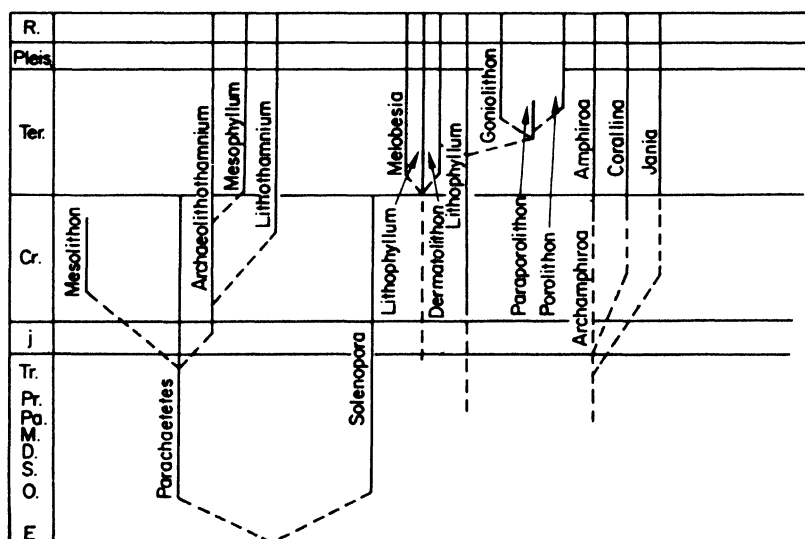 R.
Pleis.
Ter.
Cr.
j
Tr.
Pr.
Pa.
M.
D.
S.
O.
E
Mesolithon
Parachaetetes
Archaeolithothamnium
Mesophyllum
Lithothamnium
Solenopora
Melobesia
Lithophyllum
Dermatolithon
Lithophyllum
Goniolithon
Paraporolithon
Porolithon
Amphiroa
Archamphiroa
Corallina
Jania